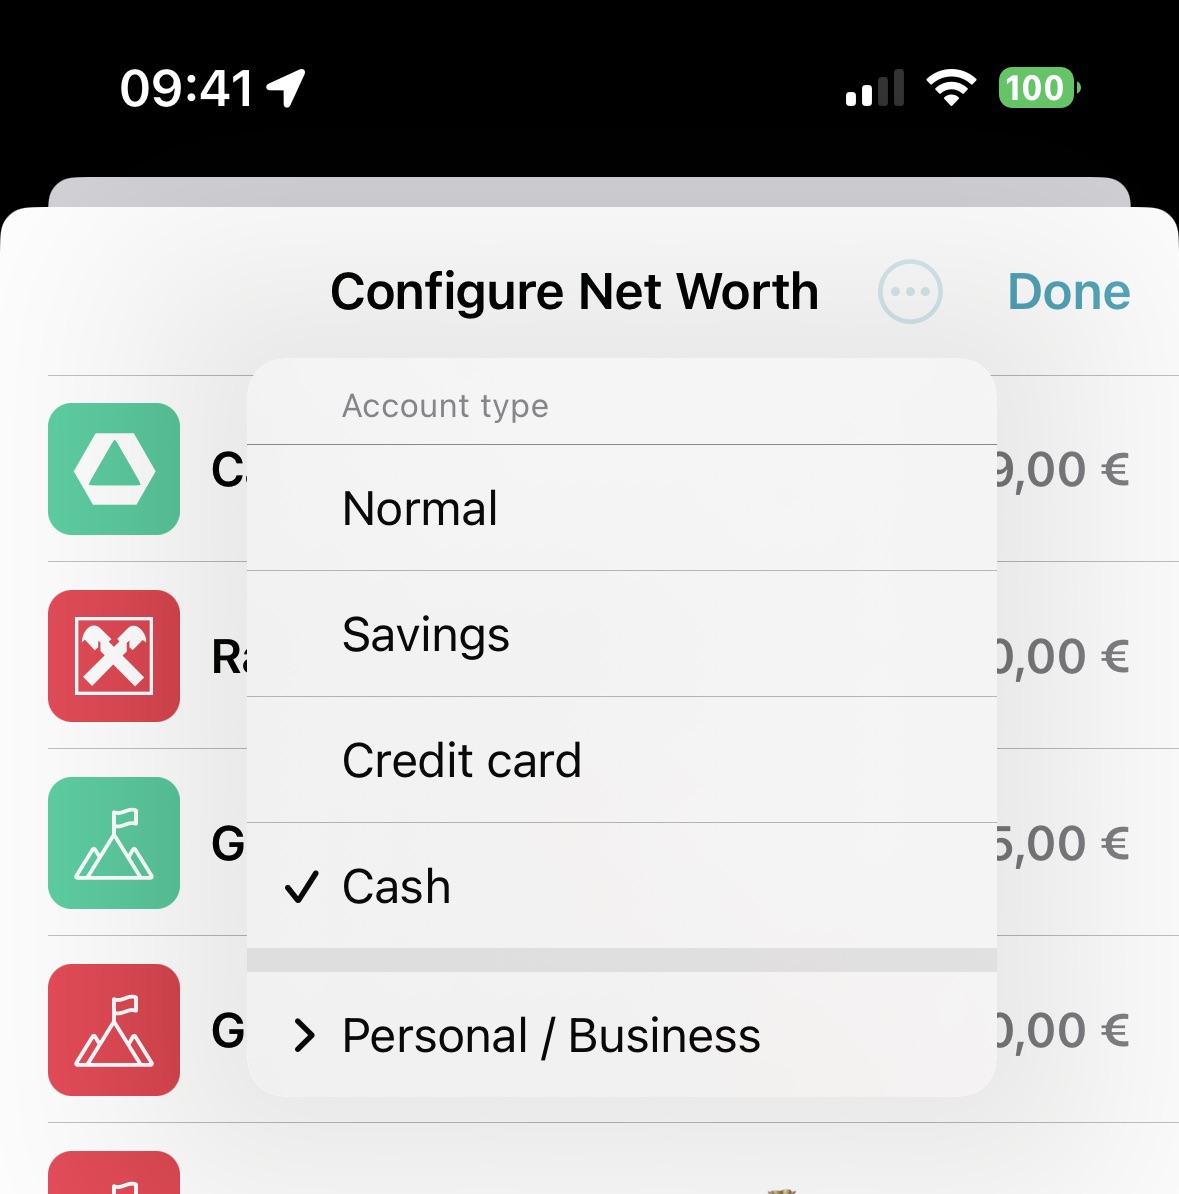 09:41
100
Configure Net Worth
Done
Account type
9,00 €
Normal
Savings
0,00 €
Credit card
5,00 €
Cash
0,00 €
Personal / Business